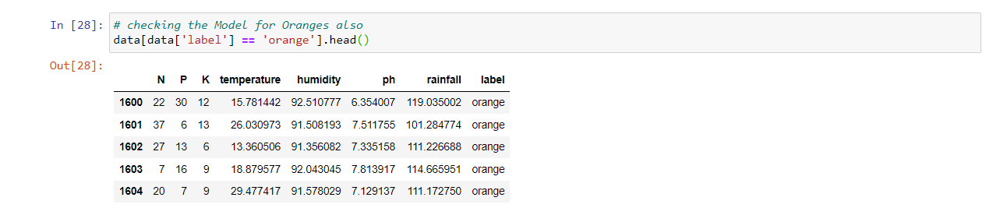 In [28]: # checking the Model for Oranges also
data[data['label'] == 'orange'].head()
Out[28]:
N P K temperature humidity ph rainfall label
1600 22 30 12 15.781442 92.510777 6.354007 119.035002 orange
1601 37 6 13 26.030973 91.508193 7.511755 101.284774 orange
1602 27 13 6 13.360506 91.356082 7.335158 111.226688 orange
1603 7 16 9 18.879577 92.043045 7.813917 114.665951 orange
1604 20 7 9 29.477417 91.578029 7.129137 111.172750 orange